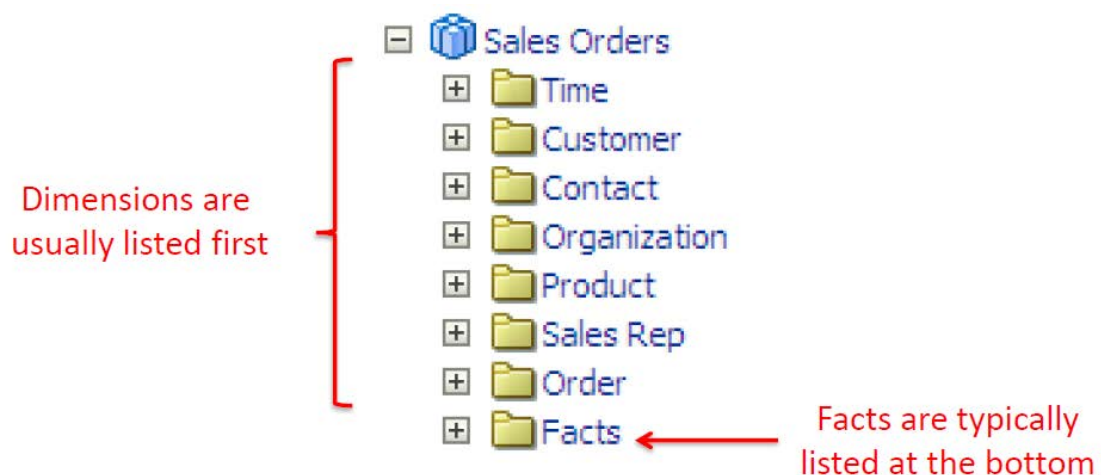 Sales Orders
Time
Customer
Contact
Organization
Product
Sales Rep
Order
Facts
Dimensions are
usually listed first
Facts are typically
listed at the bottom